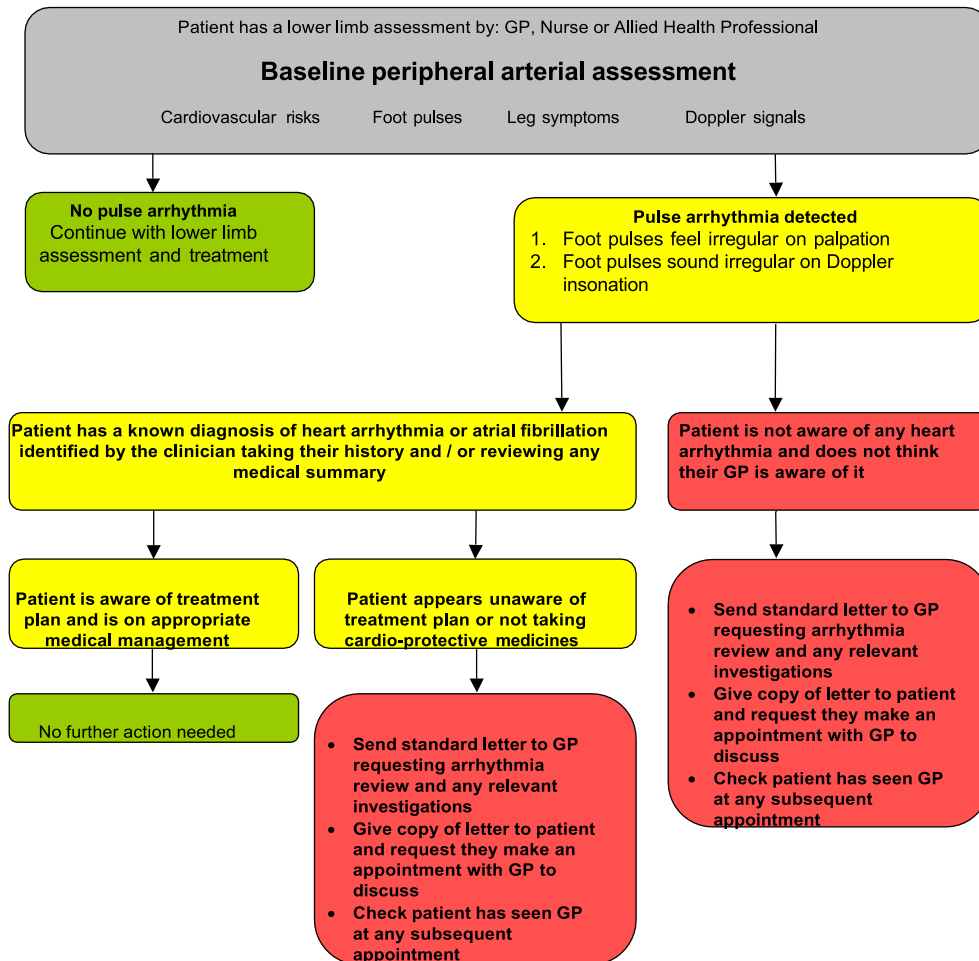 Patient has a lower limb assessment by: GP, Nurse or Allied Health Professional
Baseline peripheral arterial assessment
Cardiovascular risks Foot pulses Leg symptoms Doppler signals
No pulse arrhythmia
Continue with lower limb
assessment and treatment
Pulse arrhythmia detected
1. Foot pulses feel irregular on palpation
2. Foot pulses sound irregular on Doppler
insonation
Patient has a known diagnosis of heart arrhythmia or atrial fibrillation
identified by the clinician taking their history and / or reviewing any
medical summary
Patient is not aware of any heart
arrhythmia and does not think
their GP is aware of it
Patient is aware of treatment
plan and is on appropriate
medical management
Patient appears unaware of
treatment plan or not taking
cardio-protective medicines
• Send standard letter to GP
requesting arrhythmia
review and any relevant
investigations
• Give copy of letter to patient
and request they make an
appointment with GP to
discuss
• Check patient has seen GP
at any subsequent
appointment
No further action needed
• Send standard letter to GP
requesting arrhythmia
review and any relevant
investigations
• Give copy of letter to patient
and request they make an
appointment with GP to
discuss
• Check patient has seen GP
at any subsequent
appointment